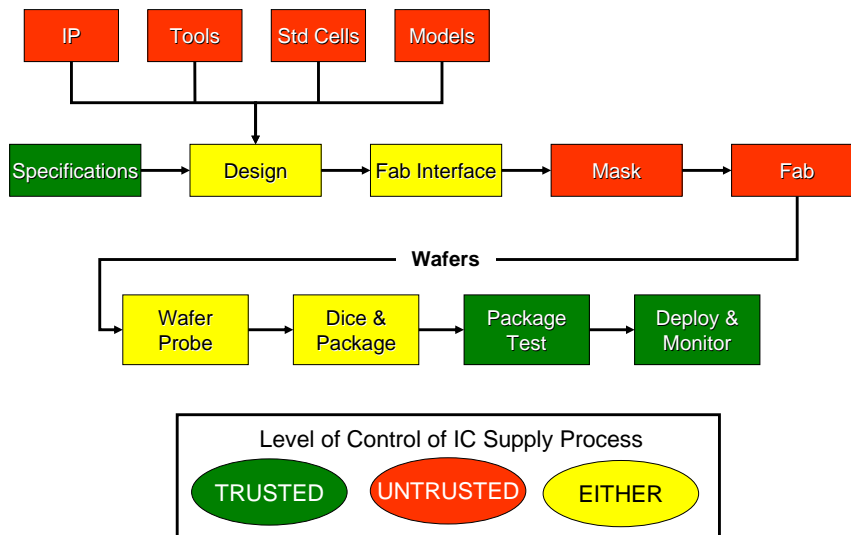 IP
Tools
Std Cells
Models
Specifications
Design
Fab Interface
Mask
Fab
Wafers
Wafer
Probe
Dice &
Package
Package
Test
Deploy &
Monitor
Level of Control of IC Supply Process
TRUSTED
UNTRUSTED
EITHER